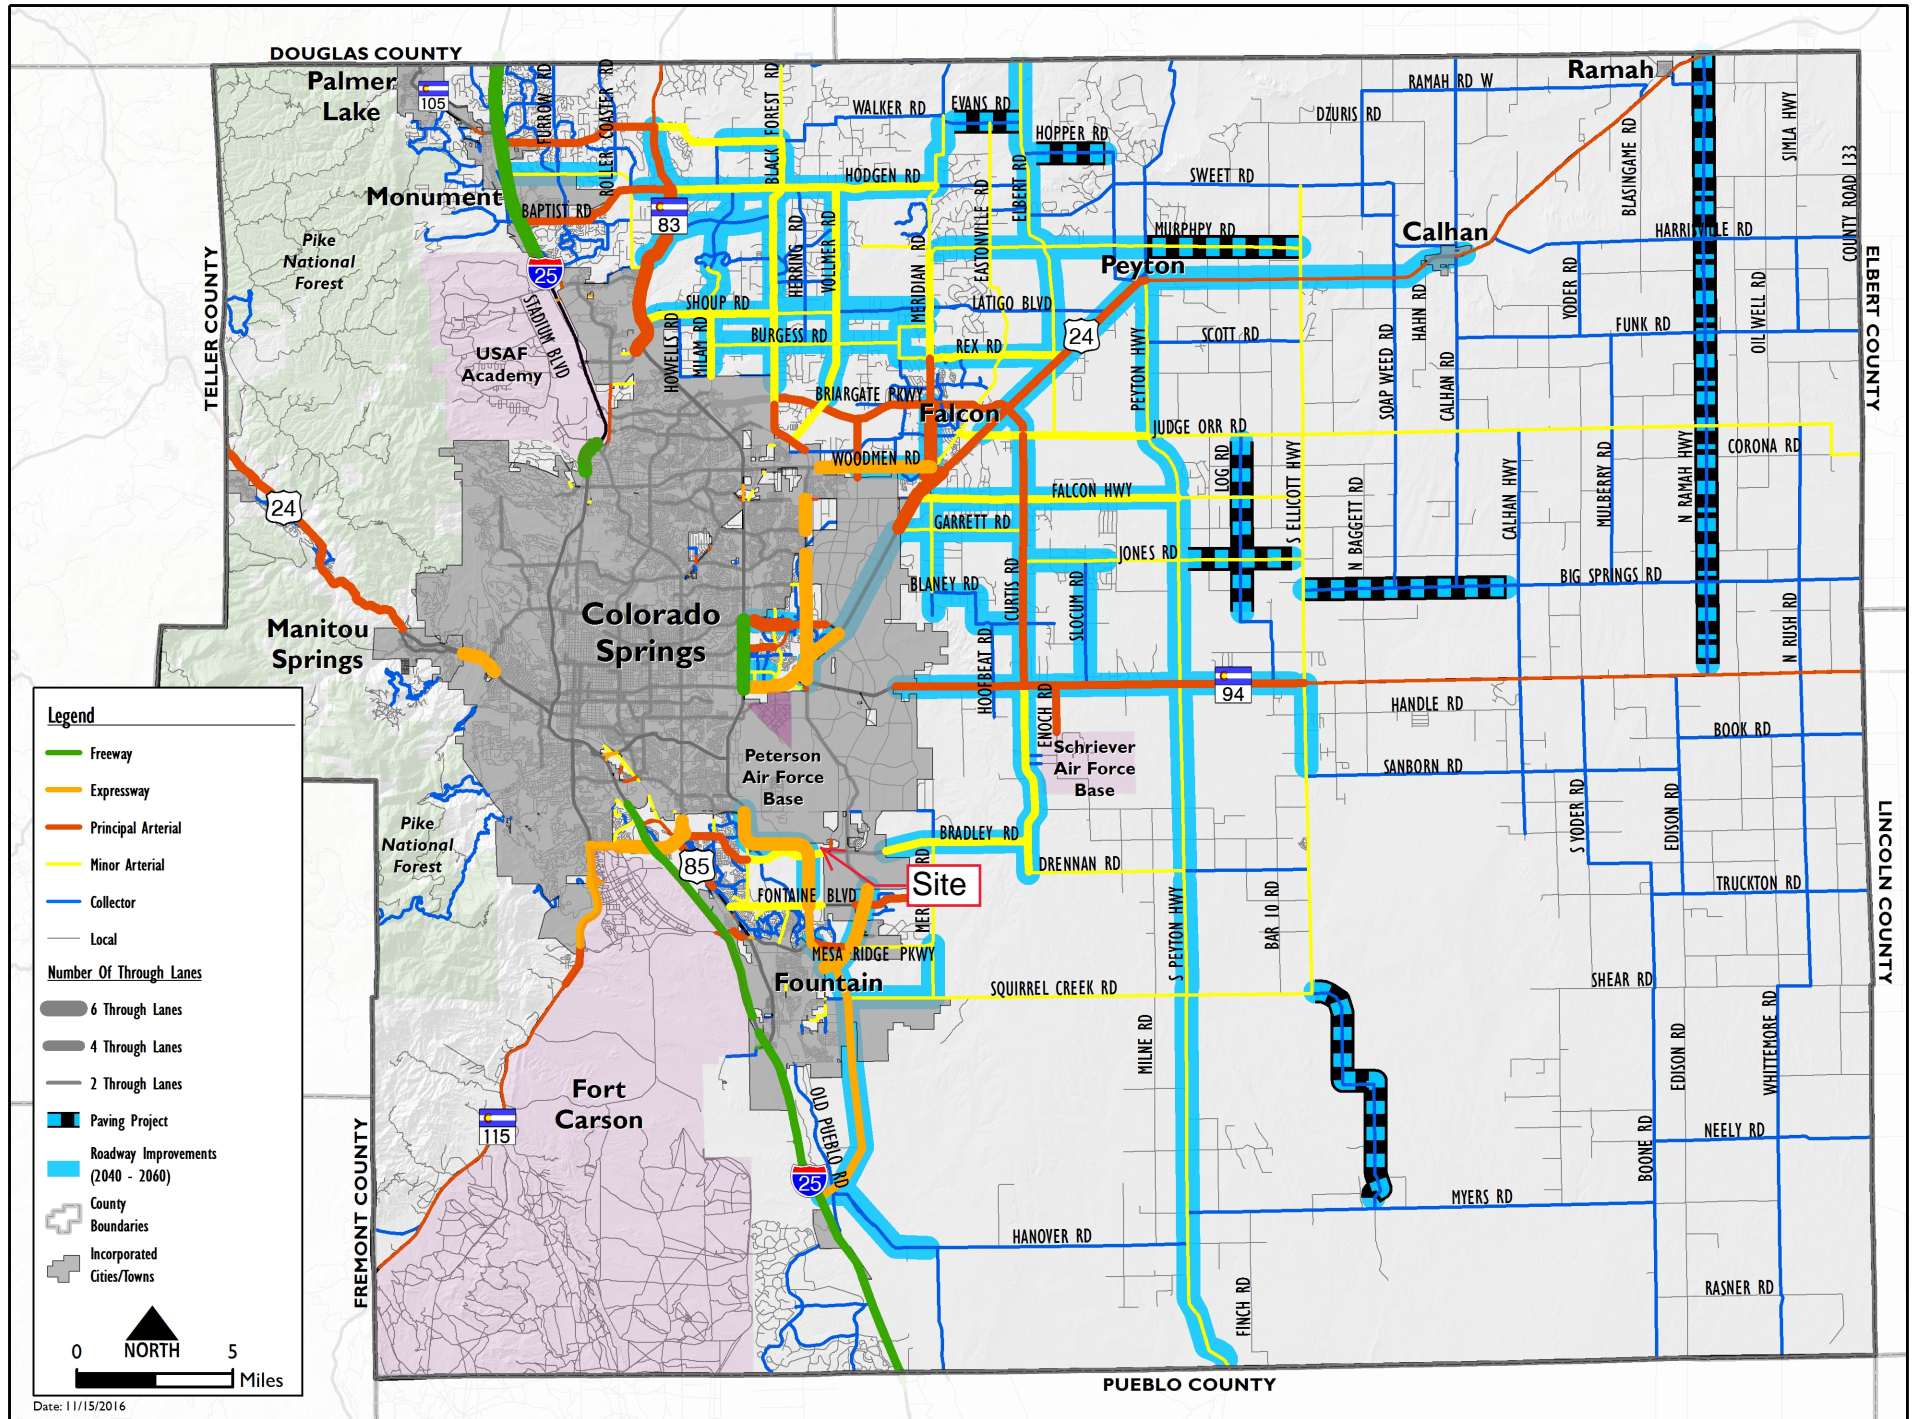 DOUGLAS COUNTY
Palmer
Lake
105
FURROW RD
ROLLER COASTER RD
BLACK FOREST RD
WALKER RD
EVANS RD
HOPPER RD
DZURIS RD
RAMAH RD W
Ramah
BLASINGAME RD
SIMLA HWY
COUNTY ROAD 133
Monument
BAPTIST RD
83
HODGEN RD
HERRING RD
VOLLMER RD
MERIDIAN RD
EASTONVILLE RD
ELBERT RD
SWEET RD
MURPHPY RD
Calhan
HARRISVILLE RD
Pike
National
Forest
TELLER COUNTY
25
STADIUM BLVD
USAF
Academy
SHOUP RD
HOWELLS RD
MILAM RD
BURGESS RD
LATIGO BLVD
REX RD
Peyton
24
PEYTON HWY
SCOTT RD
HAHN RD
SOAP WEED RD
CALHAN RD
YODER RD
FUNK RD
OIL WELL RD
ELBERT COUNTY
BRIARGATE PKWY
Falcon
WOODMEN RD
JUDGE ORR RD
LOG RD
S ELLICOTT HWY
N BAGGETT RD
CALHAN HWY
MULBERRY RD
N RAMAH HWY
CORONA RD
24
FALCON HWY
GARRETT RD
JONES RD
BLANEY RD
CURTIS RD
SLOCUM RD
HOOFBEAT RD
BIG SPRINGS RD
N RUSH RD
Manitou
Springs
Colorado
Springs
94
ENOCH RD
HANDLE RD
BOOK RD
SANBORN RD
Schriever
Air Force
Base
Peterson
Air Force
Base
Pike
National
Forest
85
BRADLEY RD
DRENNAN RD
Site
FONTAINE BLVD
MESA RIDGE PKWY
Fountain
SQUIRREL CREEK RD
S PEYTON HWY
BAR 10 RD
S YODER RD
EDISON RD
TRUCKTON RD
LINCOLN COUNTY
SHEAR RD
MILNE RD
EDISON RD
WHITTEMORE RD
BOONE RD
NEELY RD
MYERS RD
Fort
Carson
115
OLD PUEBLO RD
25
HANOVER RD
FINCH RD
RASNER RD
FREMONT COUNTY
PUEBLO COUNTY
Legend
Freeway
Expressway
Principal Arterial
Minor Arterial
Collector
Local
Number Of Through Lanes
6 Through Lanes
4 Through Lanes
2 Through Lanes
Paving Project
Roadway Improvements
(2040 - 2060)
County
Boundaries
Incorporated
Cities/Towns
NORTH
0 5
Miles
Date: 11/15/2016